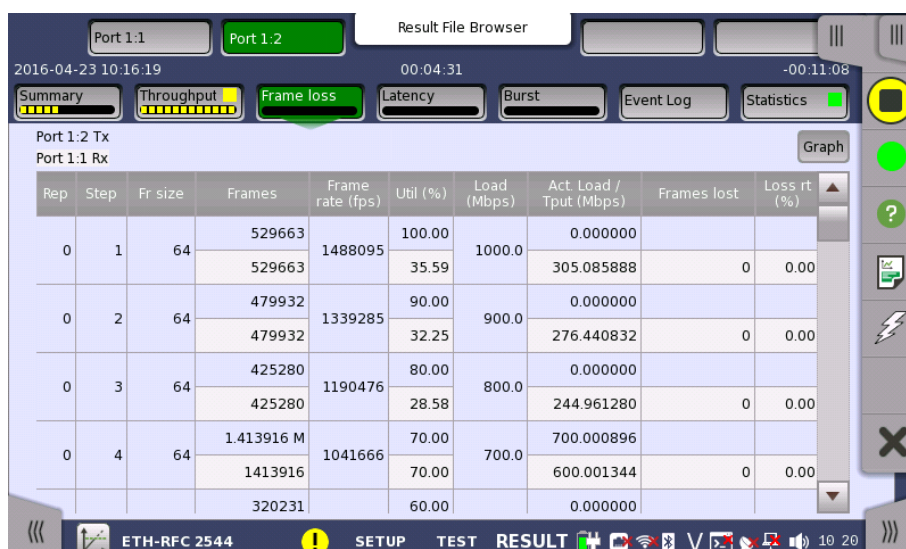 Port 1:1 Port 1:2 Result File Browser
2016-04-23 10:16:19 00:04:31 -00:11:08
Summary Throughput Frame loss Latency Burst Event Log Statistics
Port 1:2 Tx
Port 1:1 Rx
Graph
Rep Step Fr size Frames Frame rate (fps) Util (%) Load (Mbps) Act. Load / Tput (Mbps) Frames lost Loss rt (%)
0 1 64 529663 1488095 100.00 1000.0 0.000000
529663 35.59 305.085888 0 0.00
0 2 64 479932 1339285 90.00 900.0 0.000000
479932 32.25 276.440832 0 0.00
0 3 64 425280 1190476 80.00 800.0 0.000000
425280 28.58 244.961280 0 0.00
0 4 64 1.413916 M 1041666 70.00 700.0 700.000896
1413916 70.00 600.001344 0 0.00
320231 60.00 0.000000
ETH-RFC 2544 ! SETUP TEST RESULT V 10 20